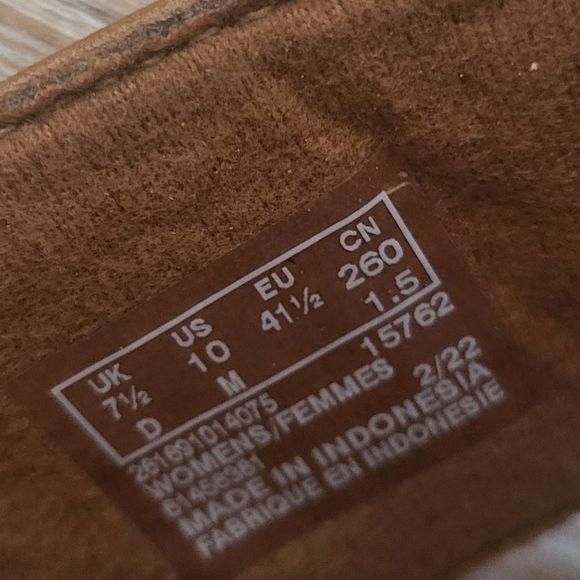 UK US EU CN
7½ 10 41½ 260
D M 1.5
261691014075 15762
WOMENS/FEMMES
2/22
MADE IN INDONESIA
FABRIQUE EN INDONESIE